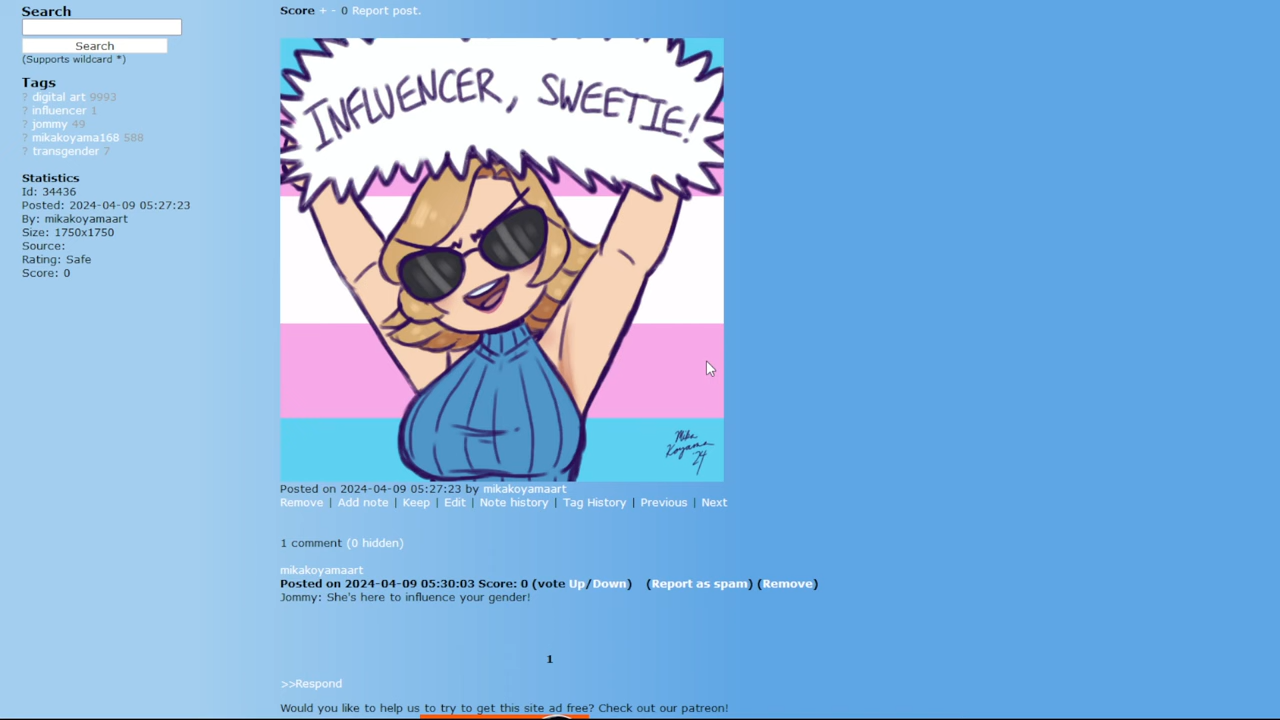 Search
Search
(Supports wildcard *)
Tags
? digital art 9993
? influencer 1
? jommy 49
? mikakoyama168 588
? transgender 7
Statistics
Id: 34436
Posted: 2024-04-09 05:27:23
By: mikakoyamaart
Size: 1750x1750
Source:
Rating: Safe
Score: 0
Score + - 0 Report post.
INFLUENCER, SWEETIE!
Mika
Koyama
24
Posted on 2024-04-09 05:27:23 by mikakoyamaart
Remove | Add note | Keep | Edit | Note history | Tag History | Previous | Next
1 comment (0 hidden)
mikakoyamaart
Posted on 2024-04-09 05:30:03 Score: 0 (vote Up/Down) (Report as spam) (Remove)
Jommy: She's here to influence your gender!
1
>>Respond
Would you like to help us to try to get this site ad free? Check out our patreon!